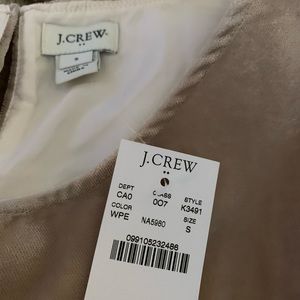 J.CREW
S
J.CREW
DEPT CLASS STYLE
CA0 007 K3491
COLOR SIZE
WPE NA5980 S
099105232486